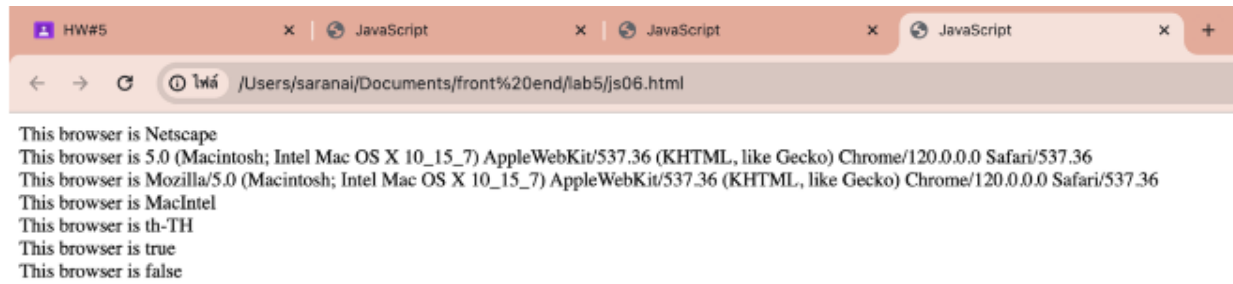 HW#5
JavaScript
JavaScript
JavaScript
ไฟล์ /Users/saranai/Documents/front%20end/lab5/js06.html
This browser is Netscape
This browser is 5.0 (Macintosh; Intel Mac OS X 10_15_7) AppleWebKit/537.36 (KHTML, like Gecko) Chrome/120.0.0.0 Safari/537.36
This browser is Mozilla/5.0 (Macintosh; Intel Mac OS X 10_15_7) AppleWebKit/537.36 (KHTML, like Gecko) Chrome/120.0.0.0 Safari/537.36
This browser is MacIntel
This browser is th-TH
This browser is true
This browser is false